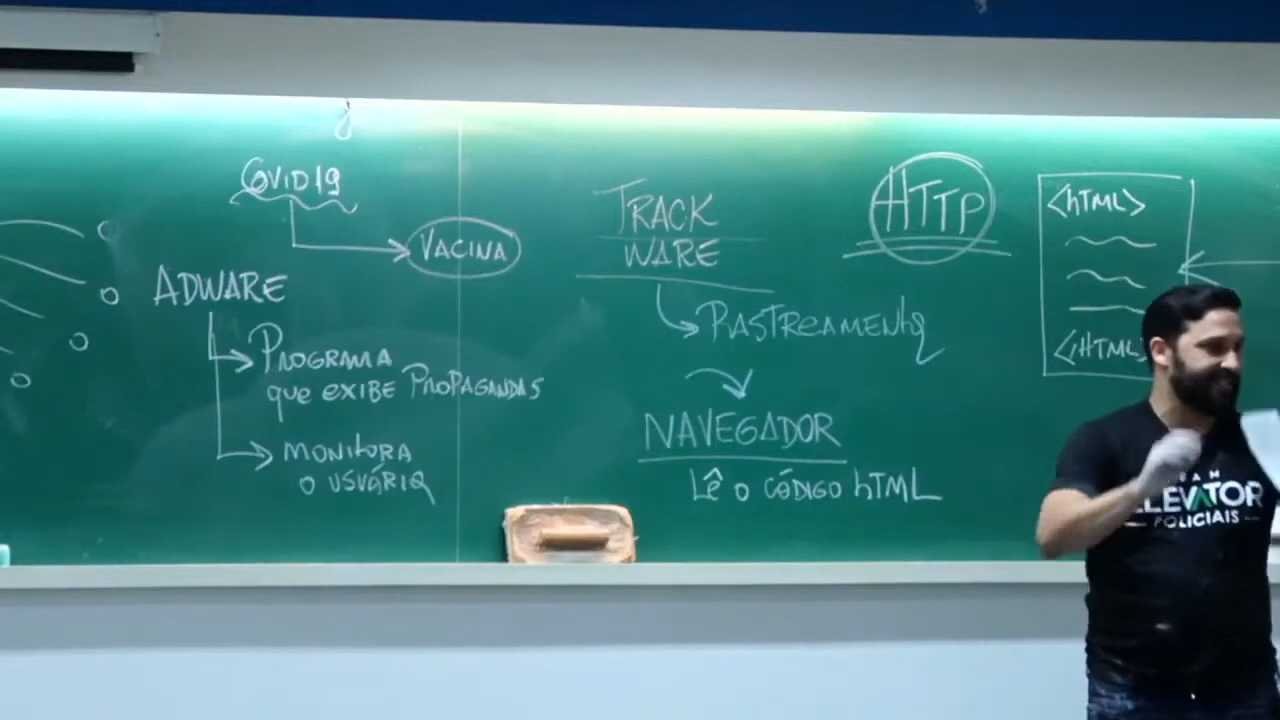 COVID19
VACINA
ADWARE
PROGRAMA
que EXIBE PROPAGANDAS
MONITORA
O USUÁRIO
TRACK
WARE
RASTREAMENTO
NAVEGADOR
LÊ O CÓDIGO hTML
HTTP
<hTML>
</HTML>
ELEVATOR
POLICIAIS